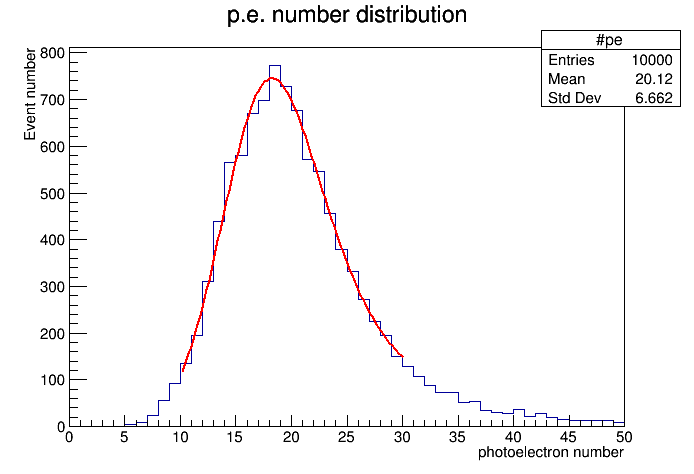 p.e. number distribution
#pe
Entries 10000
Mean 20.12
Std Dev 6.662
Event number
800
700
600
500
400
300
200
100
0
0 5 10 15 20 25 30 35 40 45 50
photoelectron number